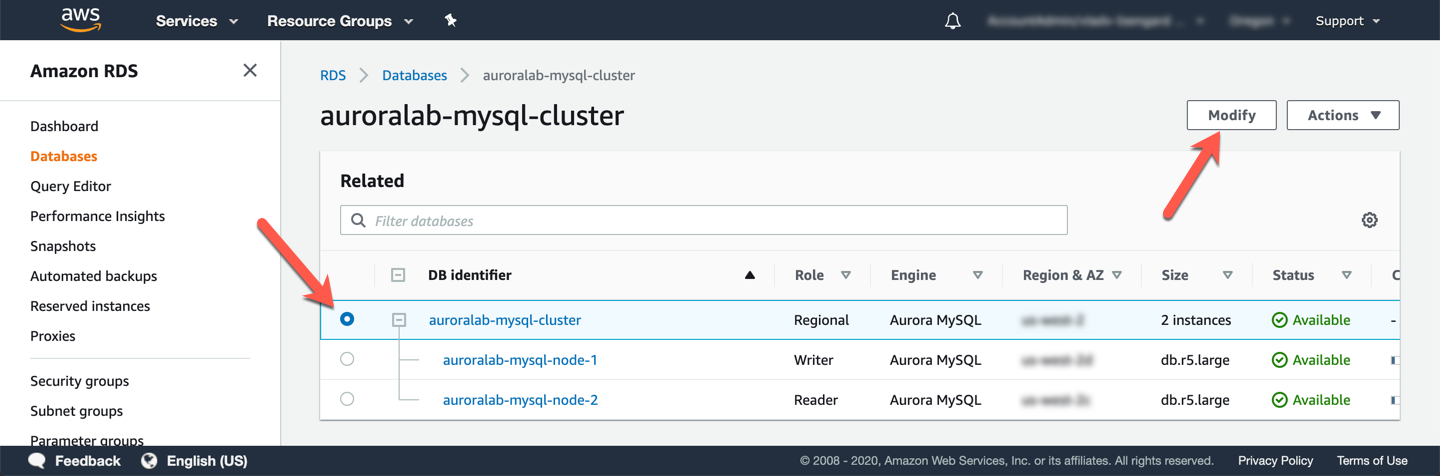 aws Services Resource Groups Support
Amazon RDS
RDS Databases auroralab-mysql-cluster
auroralab-mysql-cluster
Modify Actions
Dashboard
Databases
Query Editor
Performance Insights
Snapshots
Automated backups
Reserved instances
Proxies
Security groups
Subnet groups
Parameter groups
Related
Filter databases
DB identifier Role Engine Region & AZ Size Status C
auroralab-mysql-cluster Regional Aurora MySQL 2 instances Available -
auroralab-mysql-node-1 Writer Aurora MySQL db.r5.large Available
auroralab-mysql-node-2 Reader Aurora MySQL db.r5.large Available
Feedback English (US) © 2008 - 2020, Amazon Web Services, Inc. or its affiliates. All rights reserved. Privacy Policy Terms of Use